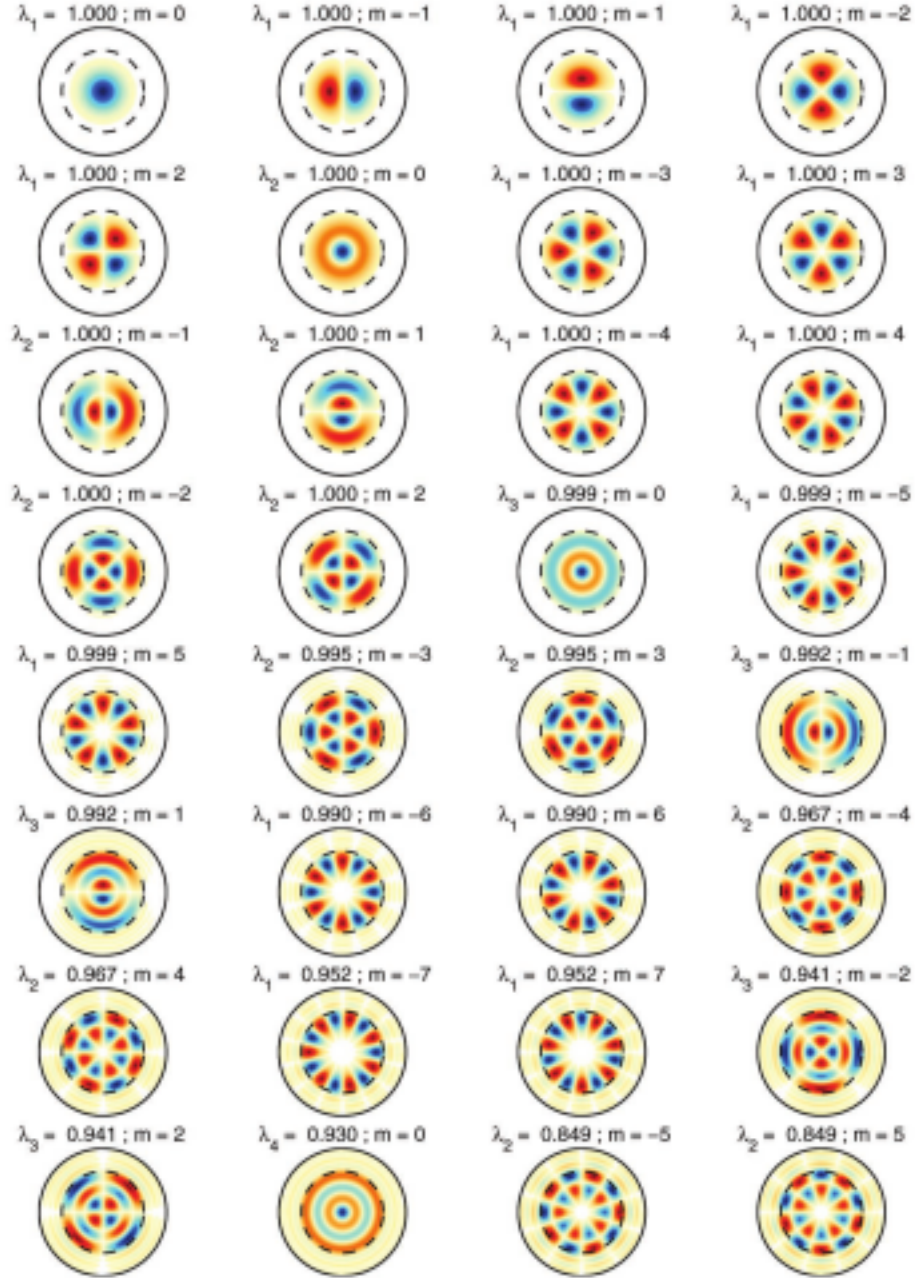 λ₁ = 1.000 ; m = 0 λ₁ = 1.000 ; m = −1 λ₁ = 1.000 ; m = 1 λ₁ = 1.000 ; m = −2
λ₁ = 1.000 ; m = 2 λ₂ = 1.000 ; m = 0 λ₁ = 1.000 ; m = −3 λ₁ = 1.000 ; m = 3
λ₂ = 1.000 ; m = −1 λ₂ = 1.000 ; m = 1 λ₁ = 1.000 ; m = −4 λ₁ = 1.000 ; m = 4
λ₂ = 1.000 ; m = −2 λ₂ = 1.000 ; m = 2 λ₃ = 0.999 ; m = 0 λ₁ = 0.999 ; m = −5
λ₁ = 0.999 ; m = 5 λ₂ = 0.995 ; m = −3 λ₂ = 0.995 ; m = 3 λ₃ = 0.992 ; m = −1
λ₃ = 0.992 ; m = 1 λ₁ = 0.990 ; m = −6 λ₁ = 0.990 ; m = 6 λ₂ = 0.967 ; m = −4
λ₂ = 0.967 ; m = 4 λ₁ = 0.952 ; m = −7 λ₁ = 0.952 ; m = 7 λ₃ = 0.941 ; m = −2
λ₃ = 0.941 ; m = 2 λ₄ = 0.930 ; m = 0 λ₂ = 0.849 ; m = −5 λ₂ = 0.849 ; m = 5